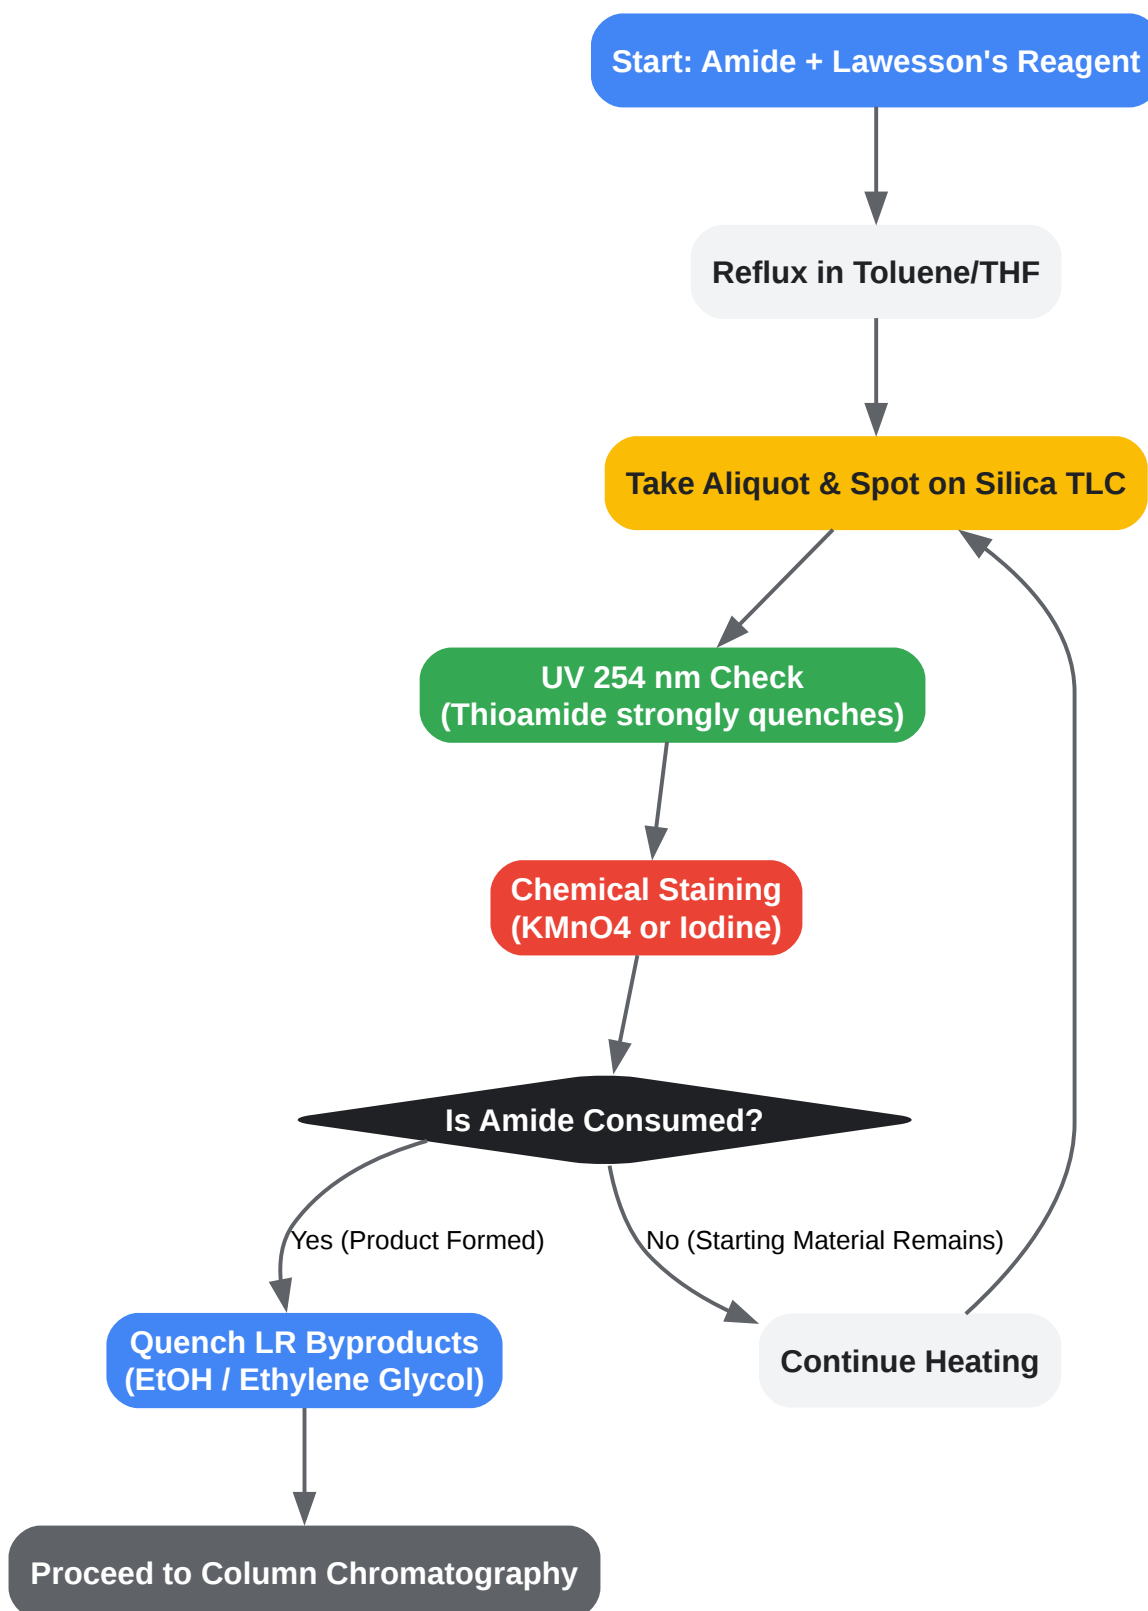 Start: Amide + Lawesson's Reagent
Reflux in Toluene/THF
Take Aliquot & Spot on Silica TLC
UV 254 nm Check
(Thioamide strongly quenches)
Chemical Staining
(KMnO4 or Iodine)
Is Amide Consumed?
Yes (Product Formed)
No (Starting Material Remains)
Quench LR Byproducts
(EtOH / Ethylene Glycol)
Continue Heating
Proceed to Column Chromatography